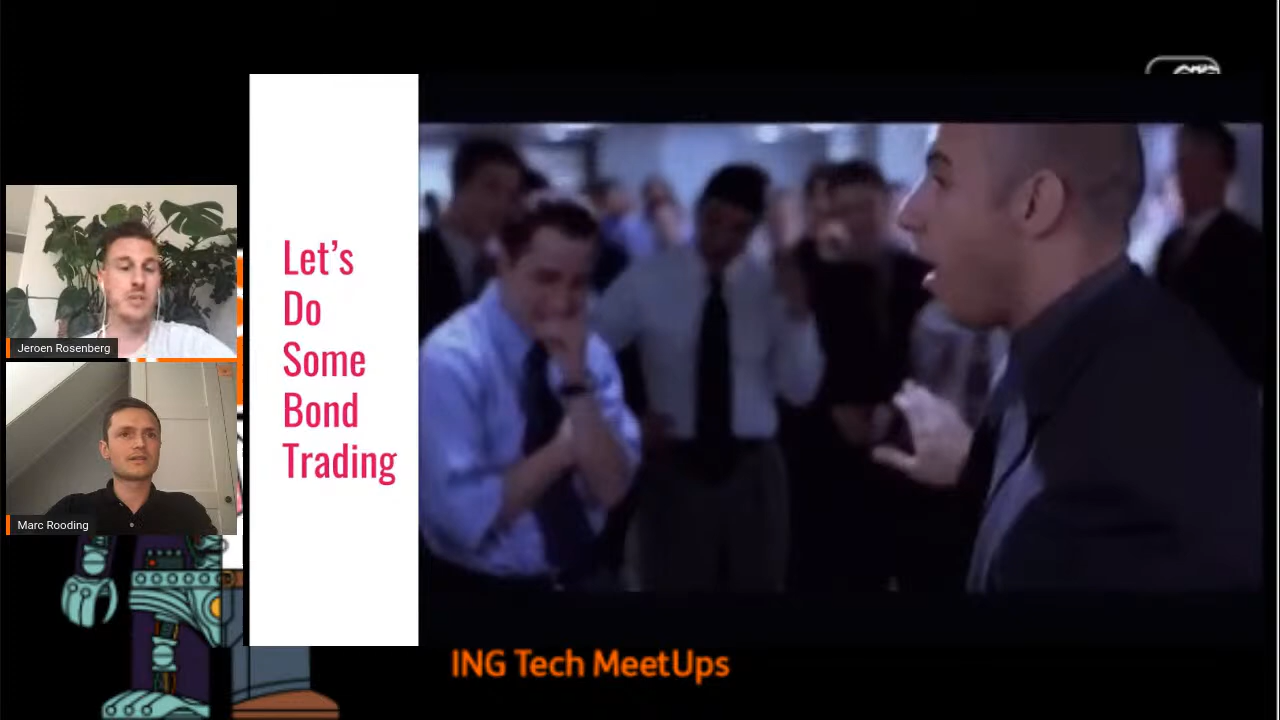 Let's
Do
Some
Bond
Trading
Jeroen Rosenberg
Marc Rooding
ING Tech MeetUps